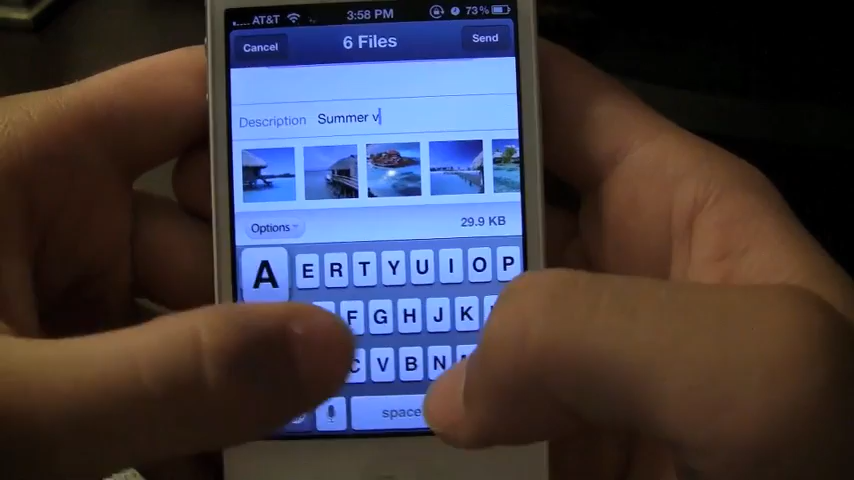 AT&T 3:58 PM 73%
Cancel 6 Files Send
Description Summer v
Options 29.9 KB
A E R T Y U I O P
F G H J K
C V B N
space